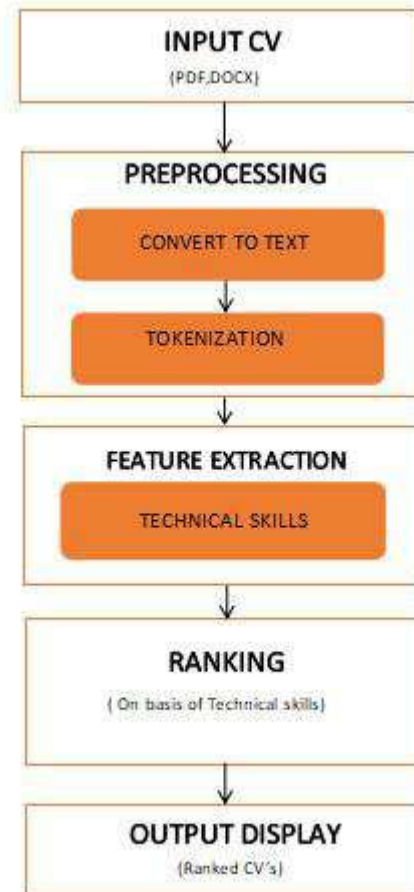 INPUT CV
(PDF,DOCX)
PREPROCESSING
CONVERT TO TEXT
TOKENIZATION
FEATURE EXTRACTION
TECHNICAL SKILLS
RANKING
( On basis of Technical skills)
OUTPUT DISPLAY
(Ranked CV's)